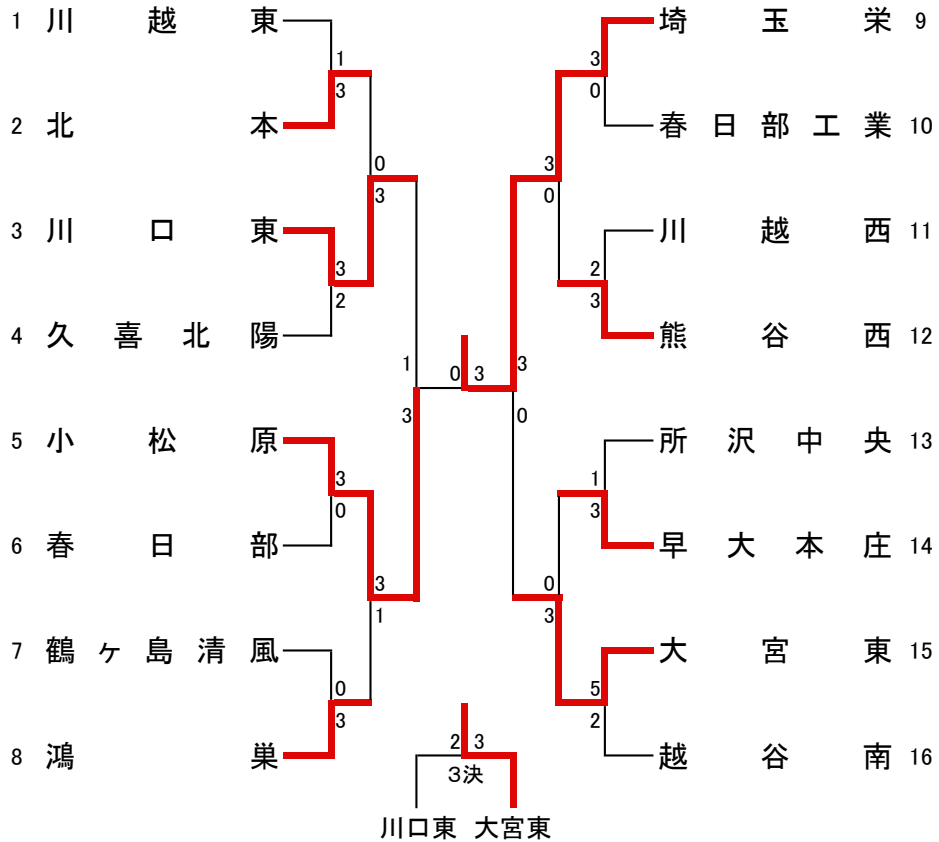 1 川越東
1
3
2 北本
0
3
3 川口東
3
2
4 久喜北陽
1
3
5 小松原
3
0
6 春日部
3
1
7 鶴ヶ島清風
0
3
8 鴻巣
0 3
埼玉栄 9
3
0
春日部工業 10
3
0
川越西 11
2
3
熊谷西 12
3
0
所沢中央 13
1
3
早大本庄 14
0
3
大宮東 15
5
2
越谷南 16
2 3
3決
川口東 大宮東